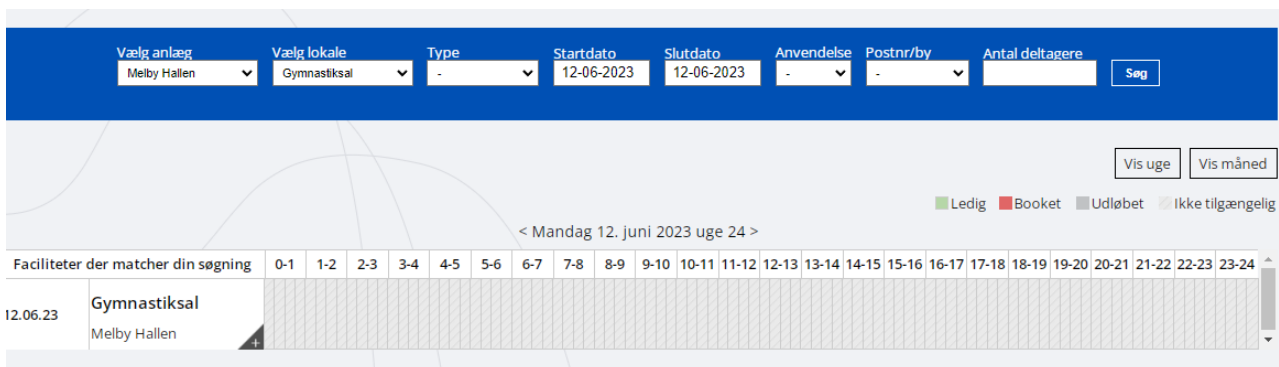 Vælg anlæg Vælg lokale Type Startdato Slutdato Anvendelse Postnr/by Antal deltagere
Melby Hallen Gymnastiksal - 12-06-2023 12-06-2023 - - Søg
Vis uge Vis måned
Ledig Booket Udløbet Ikke tilgængelig
< Mandag 12. juni 2023 uge 24 >
Faciliteter der matcher din søgning 0-1 1-2 2-3 3-4 4-5 5-6 6-7 7-8 8-9 9-10 10-11 11-12 12-13 13-14 14-15 15-16 16-17 17-18 18-19 19-20 20-21 21-22 22-23 23-24
12.06.23 Gymnastiksal
Melby Hallen +